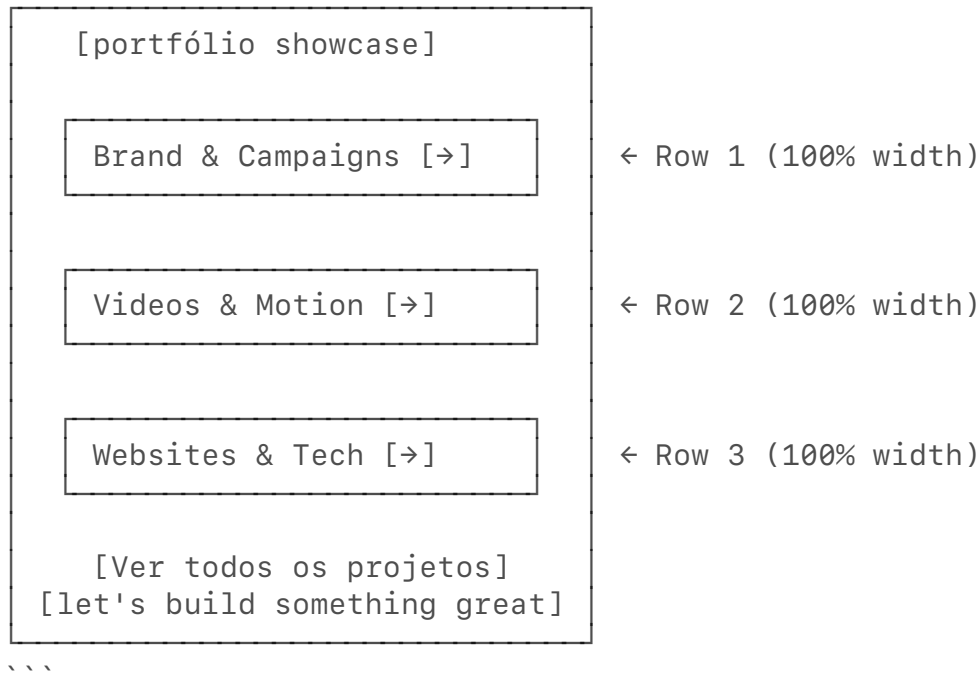 [portfólio showcase]
Brand & Campaigns [→] ← Row 1 (100% width)
Videos & Motion [→] ← Row 2 (100% width)
Websites & Tech [→] ← Row 3 (100% width)
[Ver todos os projetos]
[let's build something great]
```